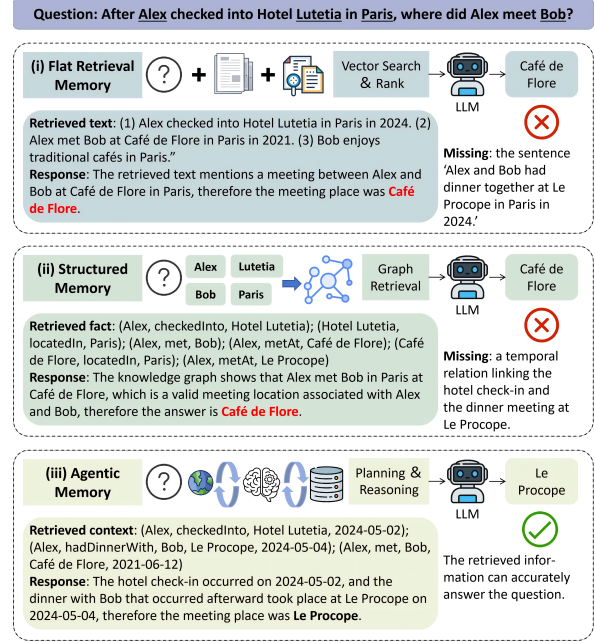 Question: After Alex checked into Hotel Lutetia in Paris, where did Alex meet Bob?
(i) Flat Retrieval
Memory
?
+
+
Vector Search
& Rank
LLM
Café de
Flore
Retrieved text: (1) Alex checked into Hotel Lutetia in Paris in 2024. (2)
Alex met Bob at Café de Flore in Paris in 2021. (3) Bob enjoys
traditional cafés in Paris.”
Response: The retrieved text mentions a meeting between Alex and
Bob at Café de Flore in Paris, therefore the meeting place was Café
de Flore.
Missing: the sentence
‘Alex and Bob had
dinner together at Le
Procope in Paris in
2024.’
(ii) Structured
Memory
?
Alex
Lutetia
Bob
Paris
Graph
Retrieval
LLM
Café de
Flore
Retrieved fact: (Alex, checkedInto, Hotel Lutetia); (Hotel Lutetia,
locatedIn, Paris); (Alex, met, Bob); (Alex, metAt, Café de Flore); (Café
de Flore, locatedIn, Paris); (Alex, metAt, Le Procope)
Response: The knowledge graph shows that Alex met Bob in Paris at
Café de Flore, which is a valid meeting location associated with Alex
and Bob, therefore the answer is Café de Flore.
Missing: a temporal
relation linking the
hotel check-in and
the dinner meeting at
Le Procope.
(iii) Agentic
Memory
?
Planning &
Reasoning
LLM
Le
Procope
Retrieved context: (Alex, checkedInto, Hotel Lutetia, 2024-05-02);
(Alex, hadDinnerWith, Bob, Le Procope, 2024-05-04); (Alex, met, Bob,
Café de Flore, 2021-06-12)
Response: The hotel check-in occurred on 2024-05-02, and the
dinner with Bob that occurred afterward took place at Le Procope on
2024-05-04, therefore the meeting place was Le Procope.
The retrieved infor-
mation can accurately
answer the question.